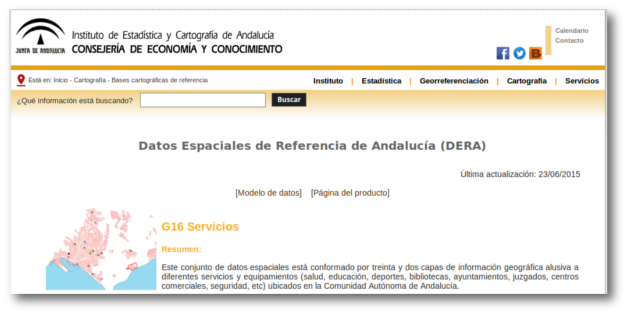 Calendario
Instituto de Estadística y Cartografía de Andalucía
Contacto
JUNTA DE ANDALUCIA
CONSEJERÍA DE ECONOMÍA Y CONOCIMIENTO
Está en: Inicio - Cartografía - Bases cartográficas de referencia
Instituto | Estadística | Georreferenciación | Cartografía | Servicios
¿Qué información está buscando? Buscar
Datos Espaciales de Referencia de Andalucía (DERA)
Última actualización: 23/06/2015
[Modelo de datos] [Página del producto]
G16 Servicios
Resumen:
Este conjunto de datos espaciales está conformado por treinta y dos capas de información geográfica alusiva a
diferentes servicios y equipamientos (salud, educación, deportes, bibliotecas, ayuntamientos, juzgados, centros
comerciales, seguridad, etc) ubicados en la Comunidad Autónoma de Andalucía.